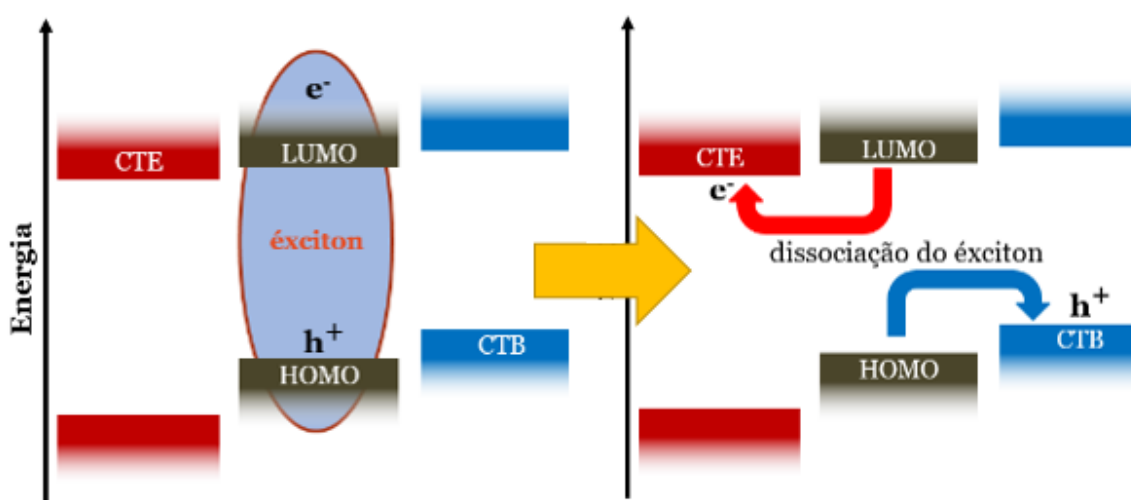 Energia
e-
CTE
LUMO
éxciton
h+
HOMO
CTB
CTE
LUMO
e-
dissociação do éxciton
h+
HOMO
CTB